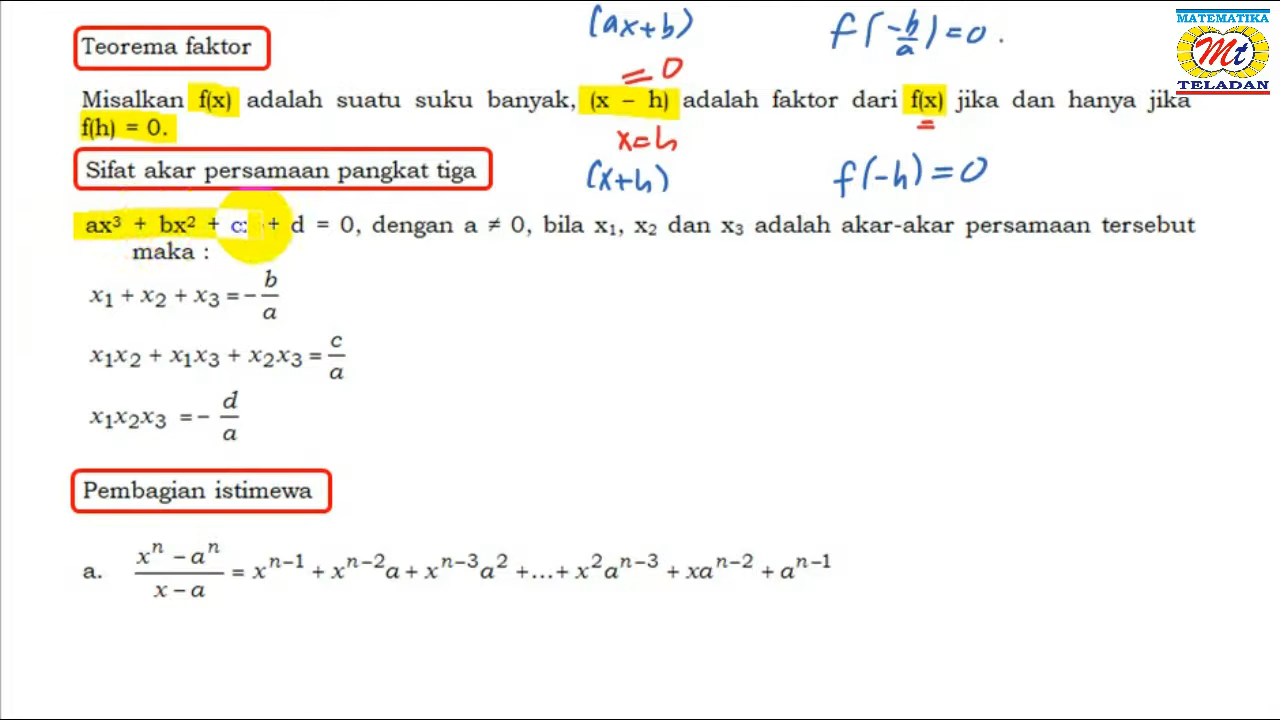 (ax+b)
f(-b/a)=0.
MATEMATIKA
Mt
TELADAN
Teorema faktor
= 0
Misalkan f(x) adalah suatu suku banyak, (x – h) adalah faktor dari f(x) jika dan hanya jika
f(h) = 0.
x=h
Sifat akar persamaan pangkat tiga
(x+h)
f(-h)=0
ax³ + bx² + c + d = 0, dengan a ≠ 0, bila x₁, x₂ dan x₃ adalah akar-akar persamaan tersebut
maka :
x₁ + x₂ + x₃ = - b/a
x₁x₂ + x₁x₃ + x₂x₃ = c/a
x₁x₂x₃ = - d/a
Pembagian istimewa
a. (xⁿ - aⁿ)/(x - a) = xⁿ⁻¹ + xⁿ⁻²a + xⁿ⁻³a² + ... + x²aⁿ⁻³ + xaⁿ⁻² + aⁿ⁻¹